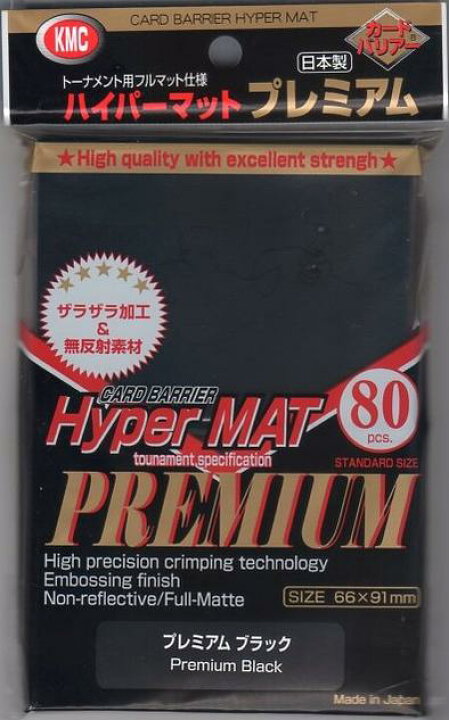 CARD BARRIER HYPER MAT
KMC
カード
バリアー
®
日本製
トーナメント用フルマット仕様
ハイパーマット プレミアム
★High quality with excellent strengh★
ザラザラ加工
&
無反射素材
CARD BARRIER
Hyper MAT
tounament specification
80
pcs.
STANDARD SIZE
PREMIUM
High precision crimping technology
Embossing finish
Non-reflective/Full-Matte
SIZE 66×91mm
プレミアム ブラック
Premium Black
Made in Japan